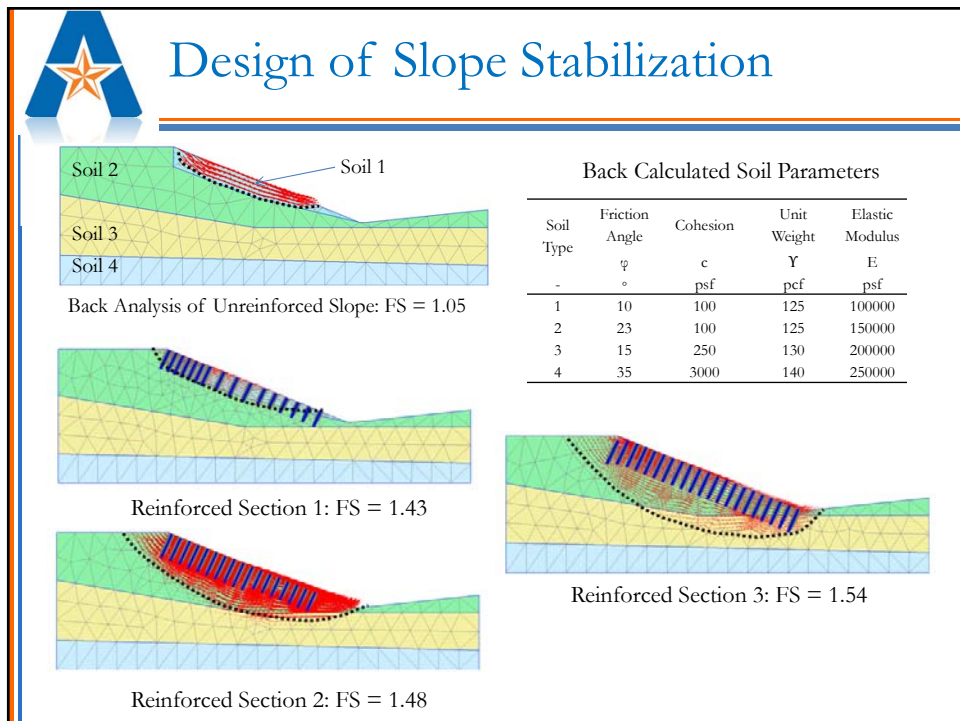 Design of Slope Stabilization
Soil 2
Soil 1
Soil 3
Soil 4
Back Analysis of Unreinforced Slope: FS = 1.05
Back Calculated Soil Parameters
Soil Type Friction Angle Cohesion Unit Weight Elastic Modulus
φ c ϒ E
- ° psf pcf psf
1 10 100 125 100000
2 23 100 125 150000
3 15 250 130 200000
4 35 3000 140 250000
Reinforced Section 1: FS = 1.43
Reinforced Section 2: FS = 1.48
Reinforced Section 3: FS = 1.54